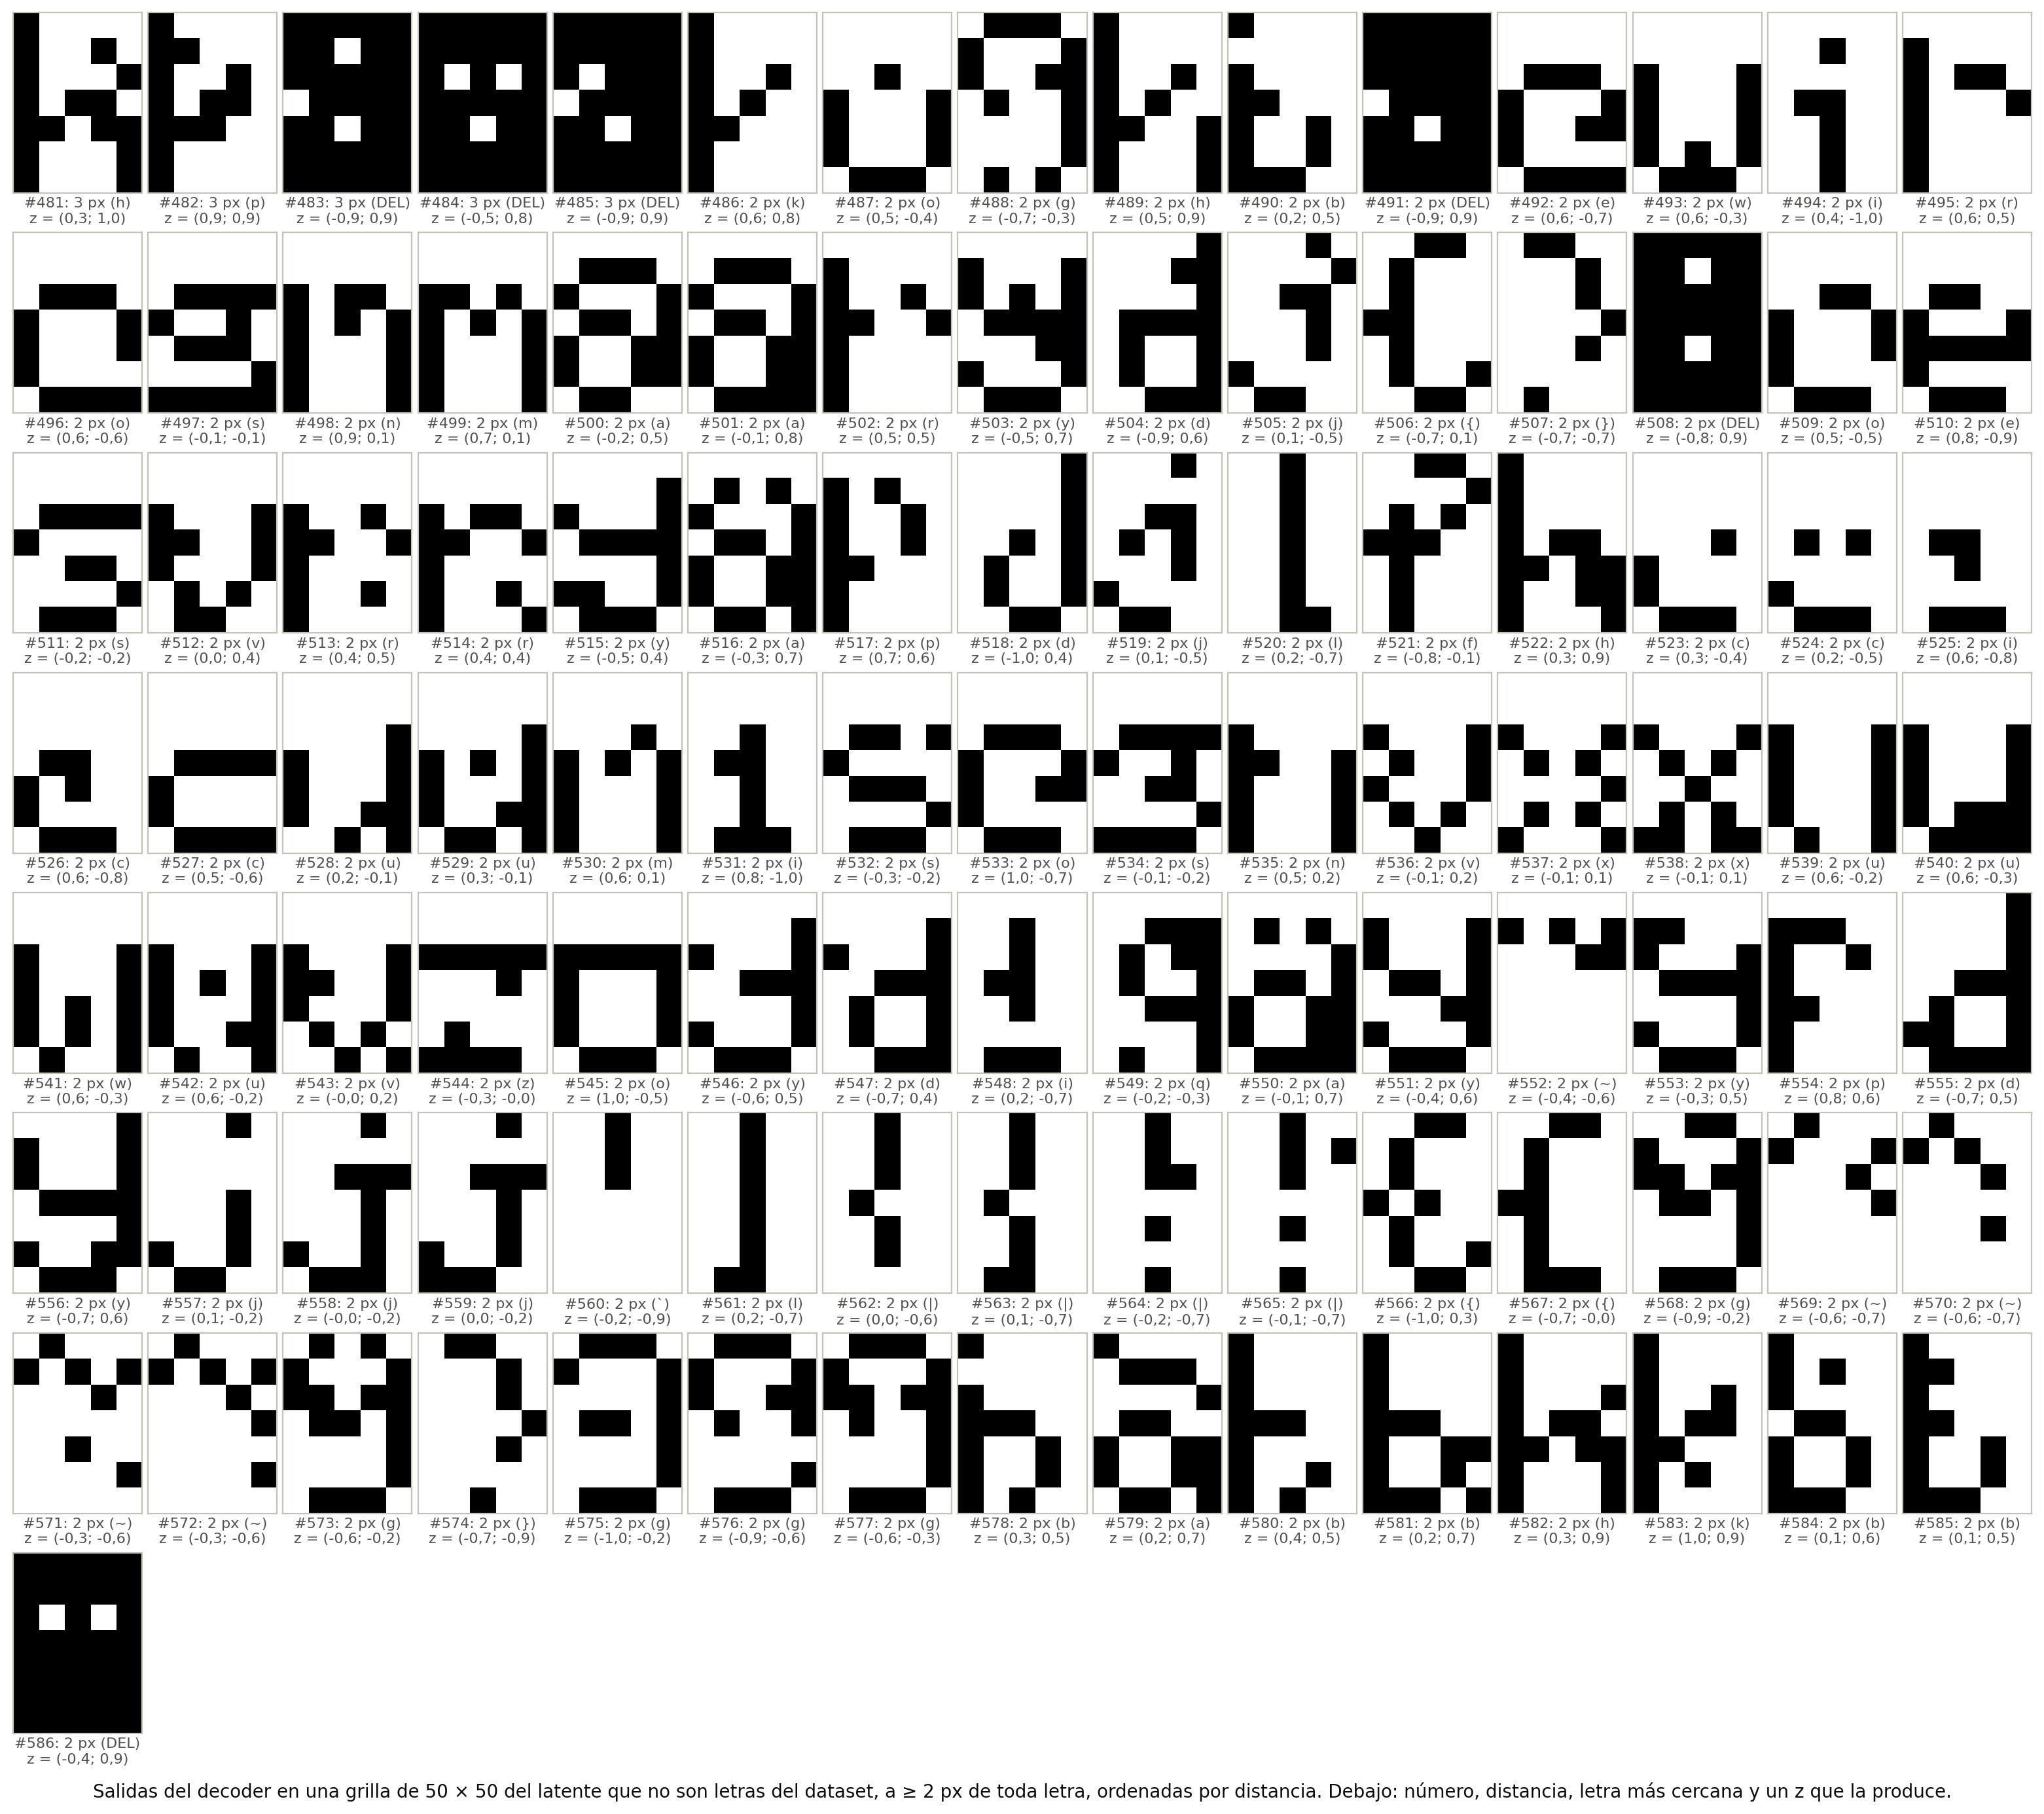 #481: 3 px (h) #482: 3 px (p) #483: 3 px (DEL) #484: 3 px (DEL) #485: 3 px (DEL) #486: 2 px (k) #487: 2 px (o) #488: 2 px (g) #489: 2 px (h) #490: 2 px (b) #491: 2 px (DEL) #492: 2 px (e) #493: 2 px (w) #494: 2 px (i) #495: 2 px (r)
z = (0,3; 1,0) z = (0,9; 0,9) z = (-0,9; 0,9) z = (-0,5; 0,8) z = (-0,9; 0,9) z = (0,6; 0,8) z = (0,5; -0,4) z = (-0,7; -0,3) z = (0,5; 0,9) z = (0,2; 0,5) z = (-0,9; 0,9) z = (0,6; -0,7) z = (0,6; -0,3) z = (0,4; -1,0) z = (0,6; 0,5)
#496: 2 px (o) #497: 2 px (s) #498: 2 px (n) #499: 2 px (m) #500: 2 px (a) #501: 2 px (a) #502: 2 px (r) #503: 2 px (y) #504: 2 px (d) #505: 2 px (j) #506: 2 px ({) #507: 2 px (}) #508: 2 px (DEL) #509: 2 px (o) #510: 2 px (e)
z = (0,6; -0,6) z = (-0,1; -0,1) z = (0,9; 0,1) z = (0,7; 0,1) z = (-0,2; 0,5) z = (-0,1; 0,8) z = (0,5; 0,5) z = (-0,5; 0,7) z = (-0,9; 0,6) z = (0,1; -0,5) z = (-0,7; 0,1) z = (-0,7; -0,7) z = (-0,8; 0,9) z = (0,5; -0,5) z = (0,8; -0,9)
#511: 2 px (s) #512: 2 px (v) #513: 2 px (r) #514: 2 px (r) #515: 2 px (y) #516: 2 px (a) #517: 2 px (p) #518: 2 px (d) #519: 2 px (j) #520: 2 px (l) #521: 2 px (f) #522: 2 px (h) #523: 2 px (c) #524: 2 px (c) #525: 2 px (i)
z = (-0,2; -0,2) z = (0,0; 0,4) z = (0,4; 0,5) z = (0,4; 0,4) z = (-0,5; 0,4) z = (-0,3; 0,7) z = (0,7; 0,6) z = (-1,0; 0,4) z = (0,1; -0,5) z = (0,2; -0,7) z = (-0,8; -0,1) z = (0,3; 0,9) z = (0,3; -0,4) z = (0,2; -0,5) z = (0,6; -0,8)
#526: 2 px (c) #527: 2 px (c) #528: 2 px (u) #529: 2 px (u) #530: 2 px (m) #531: 2 px (i) #532: 2 px (s) #533: 2 px (o) #534: 2 px (s) #535: 2 px (n) #536: 2 px (v) #537: 2 px (x) #538: 2 px (x) #539: 2 px (u) #540: 2 px (u)
z = (0,6; -0,8) z = (0,5; -0,6) z = (0,2; -0,1) z = (0,3; -0,1) z = (0,6; 0,1) z = (0,8; -1,0) z = (-0,3; -0,2) z = (1,0; -0,7) z = (-0,1; -0,2) z = (0,5; 0,2) z = (-0,1; 0,2) z = (-0,1; 0,1) z = (-0,1; 0,1) z = (0,6; -0,2) z = (0,6; -0,3)
#541: 2 px (w) #542: 2 px (u) #543: 2 px (v) #544: 2 px (z) #545: 2 px (o) #546: 2 px (y) #547: 2 px (d) #548: 2 px (i) #549: 2 px (q) #550: 2 px (a) #551: 2 px (y) #552: 2 px (~) #553: 2 px (y) #554: 2 px (p) #555: 2 px (d)
z = (0,6; -0,3) z = (0,6; -0,2) z = (-0,0; 0,2) z = (-0,3; -0,0) z = (1,0; -0,5) z = (-0,6; 0,5) z = (-0,7; 0,4) z = (0,2; -0,7) z = (-0,2; -0,3) z = (-0,1; 0,7) z = (-0,4; 0,6) z = (-0,4; -0,6) z = (-0,3; 0,5) z = (0,8; 0,6) z = (-0,7; 0,5)
#556: 2 px (y) #557: 2 px (j) #558: 2 px (j) #559: 2 px (j) #560: 2 px (`) #561: 2 px (l) #562: 2 px (|) #563: 2 px (|) #564: 2 px (|) #565: 2 px (|) #566: 2 px ({) #567: 2 px ({) #568: 2 px (g) #569: 2 px (~) #570: 2 px (~)
z = (-0,7; 0,6) z = (0,1; -0,2) z = (-0,0; -0,2) z = (0,0; -0,2) z = (-0,2; -0,9) z = (0,2; -0,7) z = (0,0; -0,6) z = (0,1; -0,7) z = (-0,2; -0,7) z = (-0,1; -0,7) z = (-1,0; 0,3) z = (-0,7; -0,0) z = (-0,9; -0,2) z = (-0,6; -0,7) z = (-0,6; -0,7)
#571: 2 px (~) #572: 2 px (~) #573: 2 px (g) #574: 2 px (}) #575: 2 px (g) #576: 2 px (g) #577: 2 px (g) #578: 2 px (b) #579: 2 px (a) #580: 2 px (b) #581: 2 px (b) #582: 2 px (h) #583: 2 px (k) #584: 2 px (b) #585: 2 px (b)
z = (-0,3; -0,6) z = (-0,3; -0,6) z = (-0,6; -0,2) z = (-0,7; -0,9) z = (-1,0; -0,2) z = (-0,9; -0,6) z = (-0,6; -0,3) z = (0,3; 0,5) z = (0,2; 0,7) z = (0,4; 0,5) z = (0,2; 0,7) z = (0,3; 0,9) z = (1,0; 0,9) z = (0,1; 0,6) z = (0,1; 0,5)
#586: 2 px (DEL)
z = (-0,4; 0,9)
Salidas del decoder en una grilla de 50 × 50 del latente que no son letras del dataset, a ≥ 2 px de toda letra, ordenadas por distancia. Debajo: número, distancia, letra más cercana y un z que la produce.